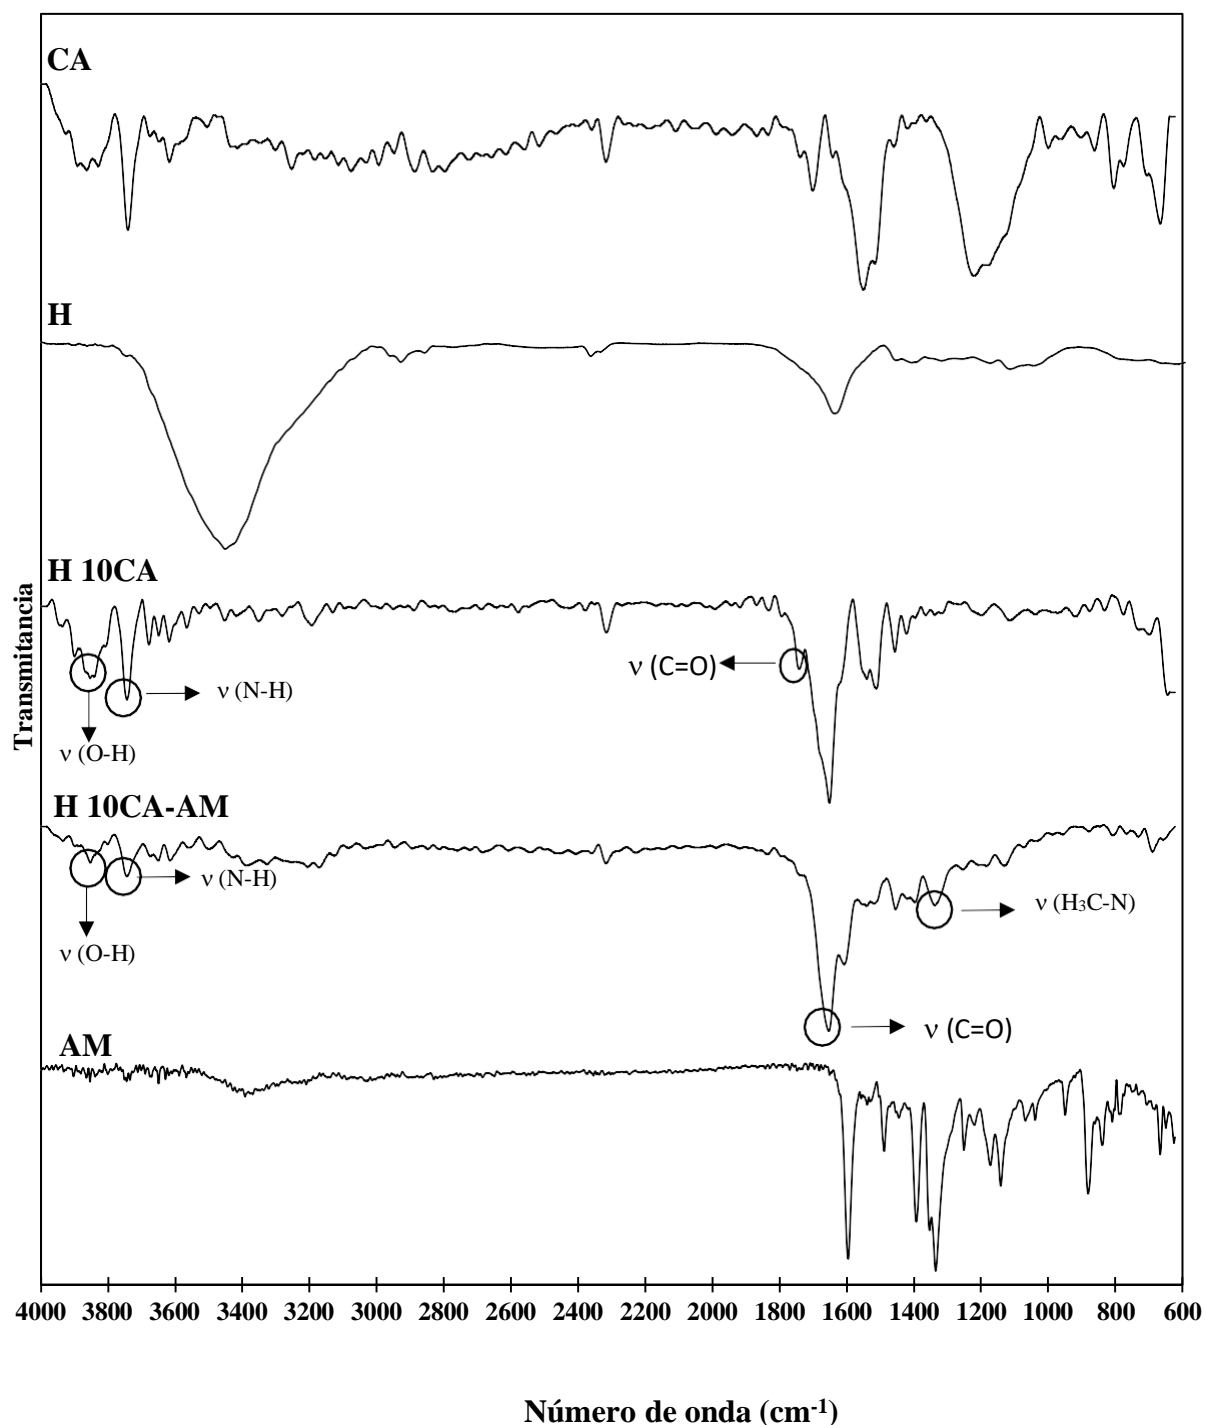 CA
H
H 10CA
ν (C=O)
ν (N-H)
ν (O-H)
H 10CA-AM
ν (N-H)
ν (H₃C-N)
ν (O-H)
ν (C=O)
AM
Transmitancia
4000 3800 3600 3400 3200 3000 2800 2600 2400 2200 2000 1800 1600 1400 1200 1000 800 600
Número de onda (cm⁻¹)